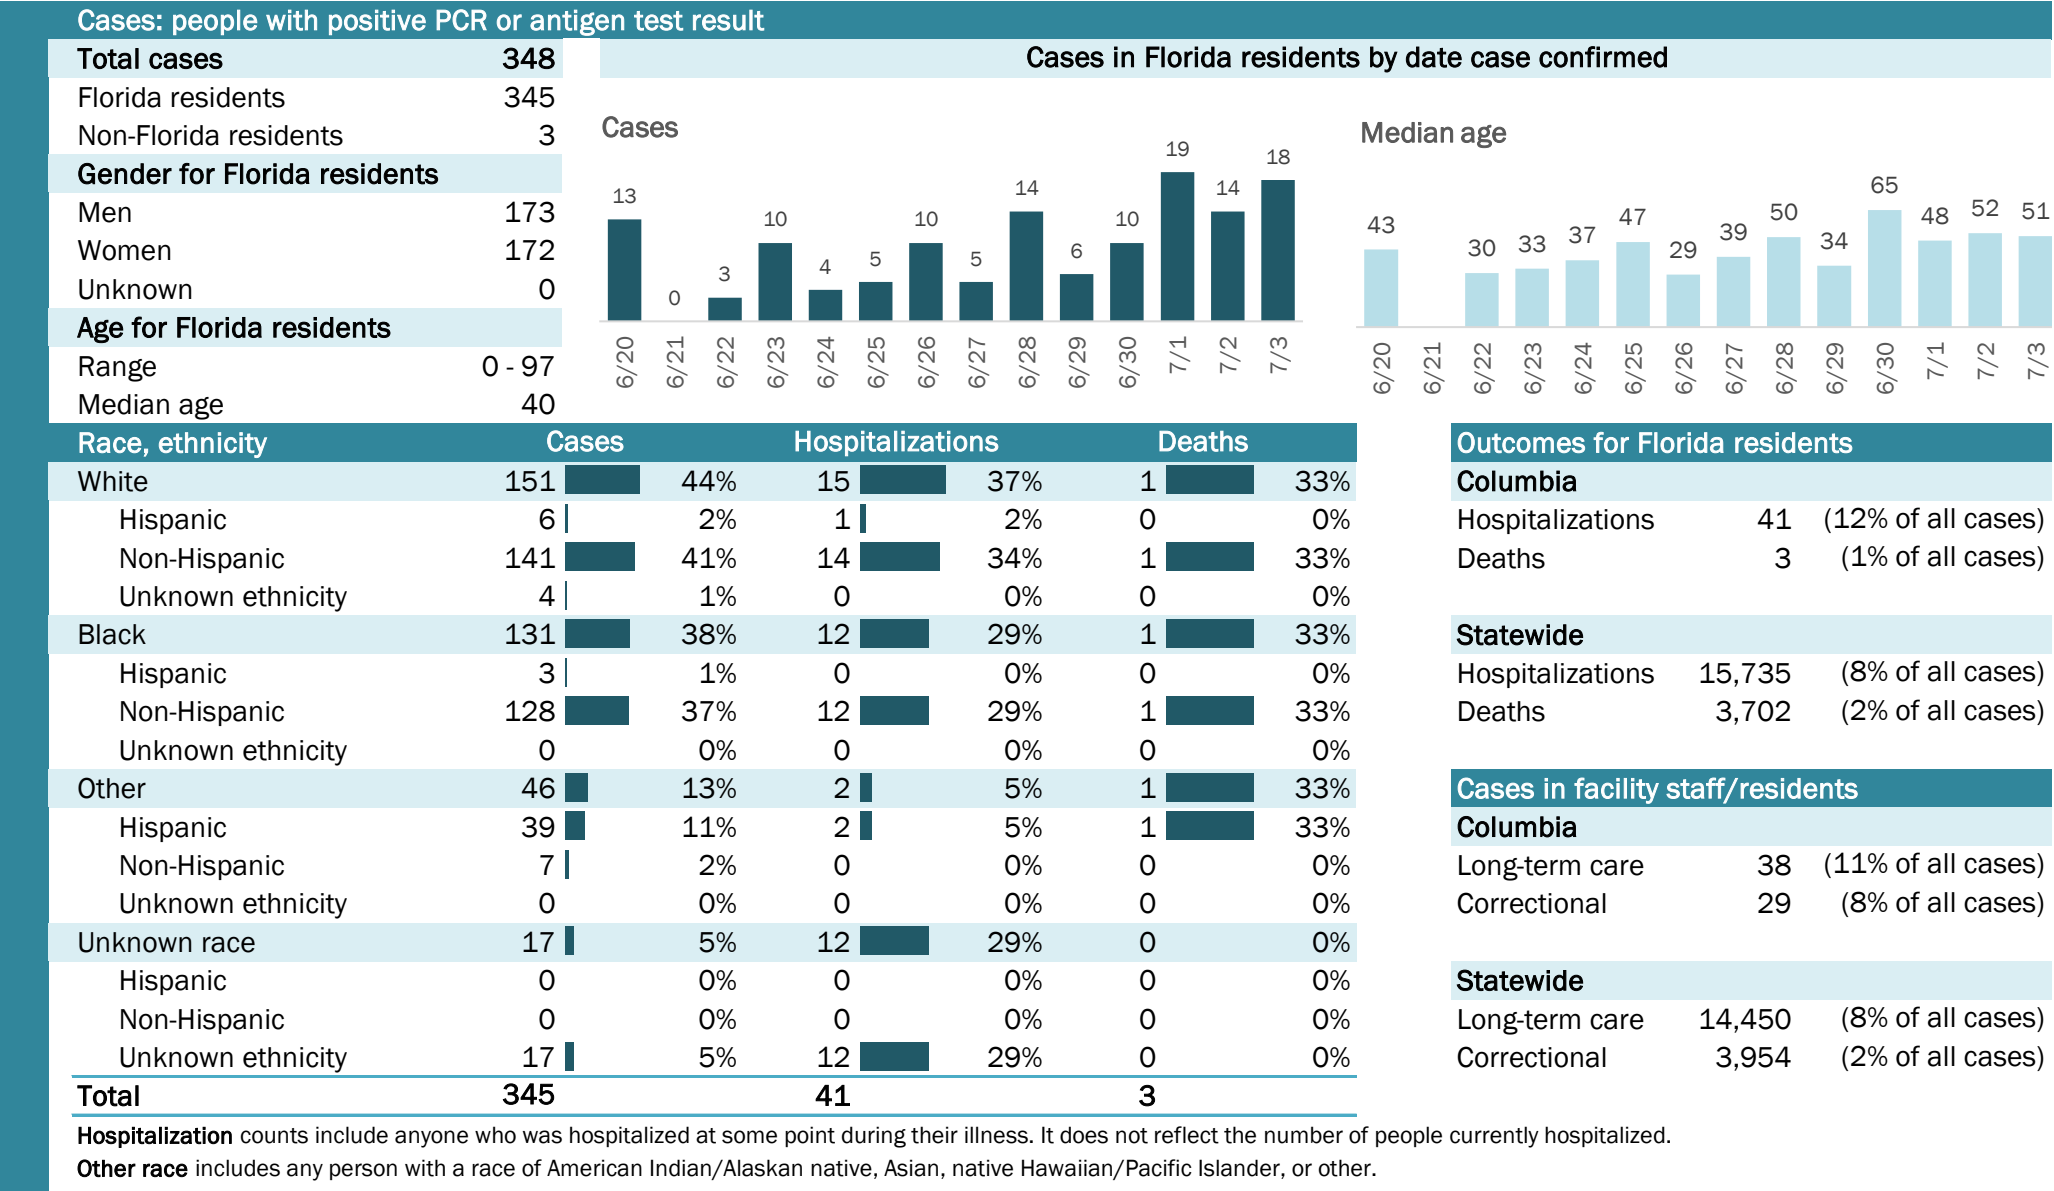 Cases: people with positive PCR or antigen test result
Total cases 348
Florida residents 345
Non-Florida residents 3
Gender for Florida residents
Men 173
Women 172
Unknown 0
Age for Florida residents
Range 0 - 97
Median age 40
Cases in Florida residents by date case confirmed
Cases
13 0 3 10 4 5 10 5 14 6 10 19 14 18
6/20 6/21 6/22 6/23 6/24 6/25 6/26 6/27 6/28 6/29 6/30 7/1 7/2 7/3
Median age
43 30 33 37 47 29 39 50 34 65 48 52 51
6/20 6/21 6/22 6/23 6/24 6/25 6/26 6/27 6/28 6/29 6/30 7/1 7/2 7/3
Race, ethnicity Cases Hospitalizations Deaths
White 151 44% 15 37% 1 33%
Hispanic 6 2% 1 2% 0 0%
Non-Hispanic 141 41% 14 34% 1 33%
Unknown ethnicity 4 1% 0 0% 0 0%
Black 131 38% 12 29% 1 33%
Hispanic 3 1% 0 0% 0 0%
Non-Hispanic 128 37% 12 29% 1 33%
Unknown ethnicity 0 0% 0 0% 0 0%
Other 46 13% 2 5% 1 33%
Hispanic 39 11% 2 5% 1 33%
Non-Hispanic 7 2% 0 0% 0 0%
Unknown ethnicity 0 0% 0 0% 0 0%
Unknown race 17 5% 12 29% 0 0%
Hispanic 0 0% 0 0% 0 0%
Non-Hispanic 0 0% 0 0% 0 0%
Unknown ethnicity 17 5% 12 29% 0 0%
Total 345 41 3
Outcomes for Florida residents
Columbia
Hospitalizations 41 (12% of all cases)
Deaths 3 (1% of all cases)
Statewide
Hospitalizations 15,735 (8% of all cases)
Deaths 3,702 (2% of all cases)
Cases in facility staff/residents
Columbia
Long-term care 38 (11% of all cases)
Correctional 29 (8% of all cases)
Statewide
Long-term care 14,450 (8% of all cases)
Correctional 3,954 (2% of all cases)
Hospitalization counts include anyone who was hospitalized at some point during their illness. It does not reflect the number of people currently hospitalized.
Other race includes any person with a race of American Indian/Alaskan native, Asian, native Hawaiian/Pacific Islander, or other.